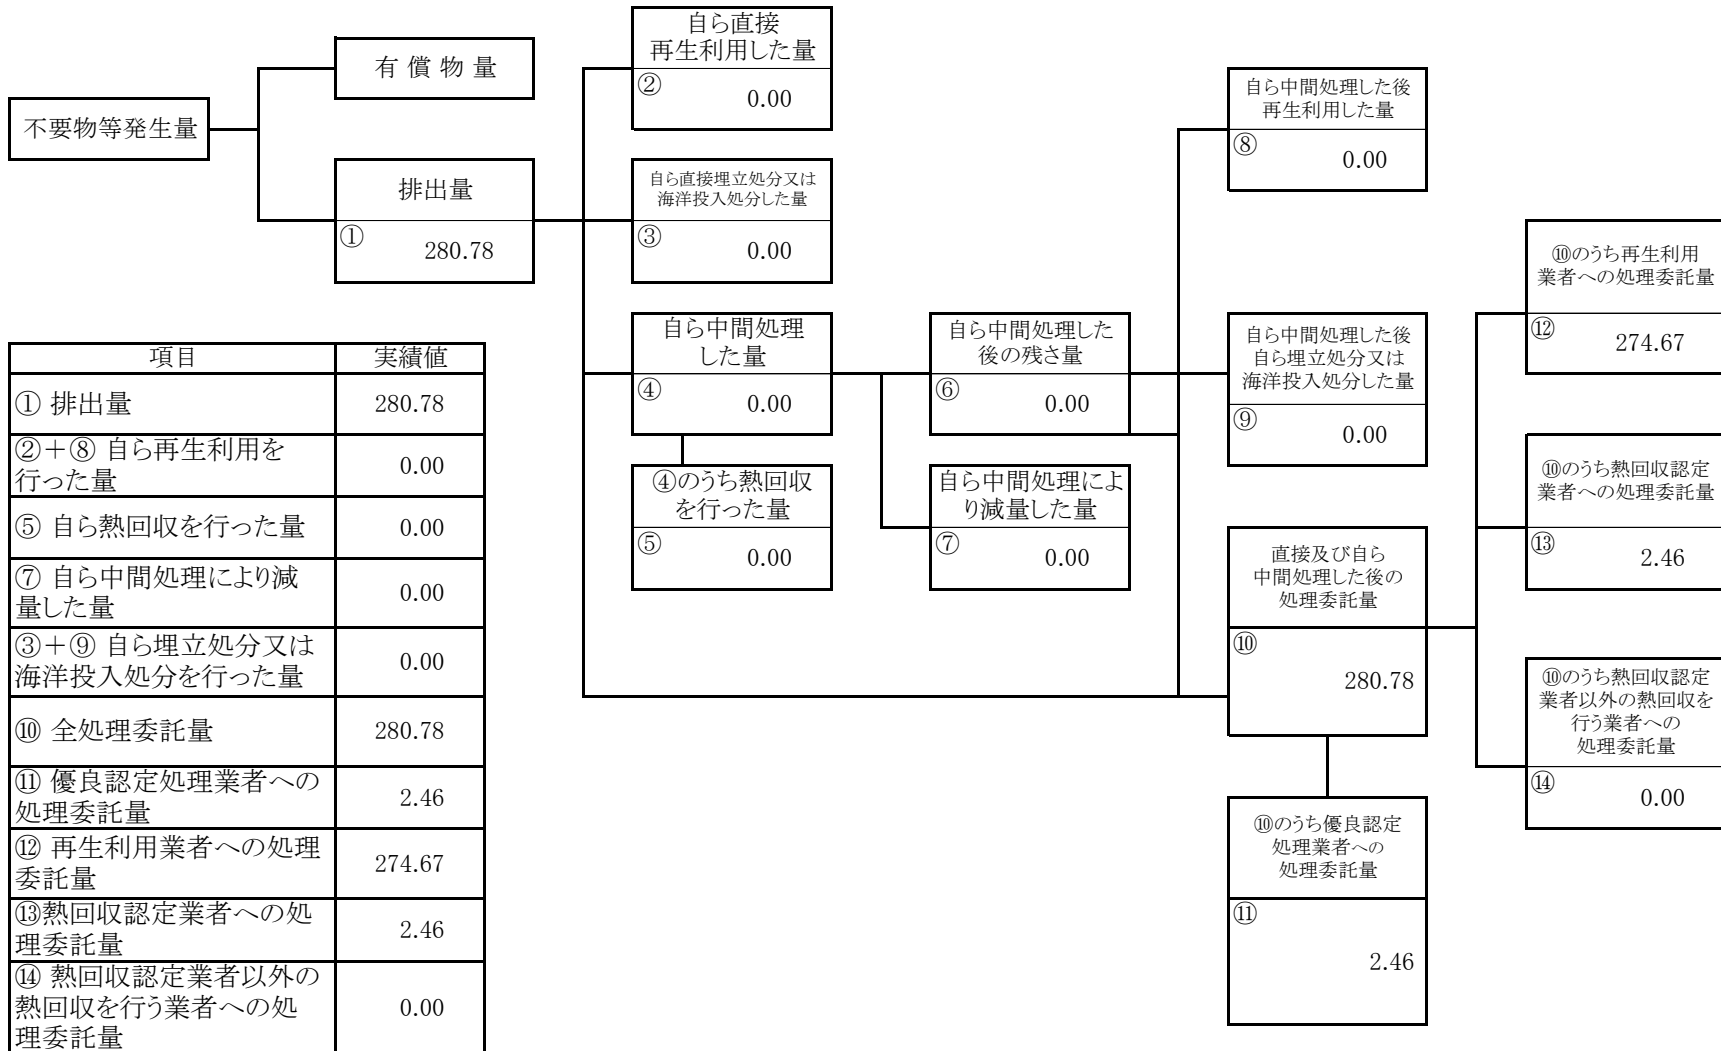 不要物等発生量
有 償 物 量
排出量
①
280.78
自ら直接
再生利用した量
②
0.00
自ら直接埋立処分又は
海洋投入処分した量
③
0.00
自ら中間処理
した量
④
0.00
④のうち熱回収
を行った量
⑤
0.00
自ら中間処理した
後の残さ量
⑥
0.00
自ら中間処理によ
り減量した量
⑦
0.00
自ら中間処理した後
再生利用した量
⑧
0.00
自ら中間処理した後
自ら埋立処分又は
海洋投入処分した量
⑨
0.00
直接及び自ら
中間処理した後の
処理委託量
⑩
280.78
⑩のうち優良認定
処理業者への
処理委託量
⑪
2.46
⑩のうち再生利用
業者への処理委託量
⑫
274.67
⑩のうち熱回収認定
業者への処理委託量
⑬
2.46
⑩のうち熱回収認定
業者以外の熱回収を
行う業者への
処理委託量
⑭
0.00
項目 実績値
① 排出量 280.78
②＋⑧ 自ら再生利用を
行った量 0.00
⑤ 自ら熱回収を行った量 0.00
⑦ 自ら中間処理により減
量した量 0.00
③＋⑨ 自ら埋立処分又は
海洋投入処分を行った量 0.00
⑩ 全処理委託量 280.78
⑪ 優良認定処理業者への
処理委託量 2.46
⑫ 再生利用業者への処理
委託量 274.67
⑬熱回収認定業者への処
理委託量 2.46
⑭ 熱回収認定業者以外の
熱回収を行う業者への処
理委託量 0.00